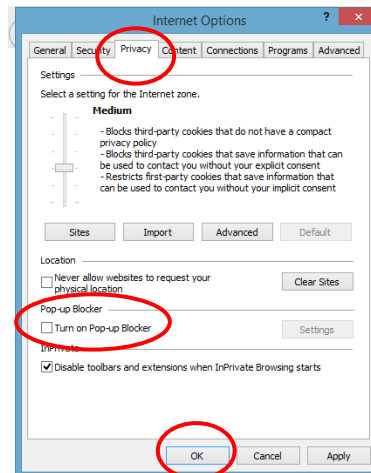 Internet Options
?
×
General Security Privacy Content Connections Programs Advanced
Settings
Select a setting for the Internet zone.
Medium
- Blocks third-party cookies that do not have a compact
privacy policy
- Blocks third-party cookies that save information that can
be used to contact you without your explicit consent
- Restricts first-party cookies that save information that
can be used to contact you without your implicit consent
Sites Import Advanced Default
Location
Never allow websites to request your
physical location
Clear Sites
Pop-up Blocker
Turn on Pop-up Blocker
Settings
InPrivate
Disable toolbars and extensions when InPrivate Browsing starts
OK Cancel Apply